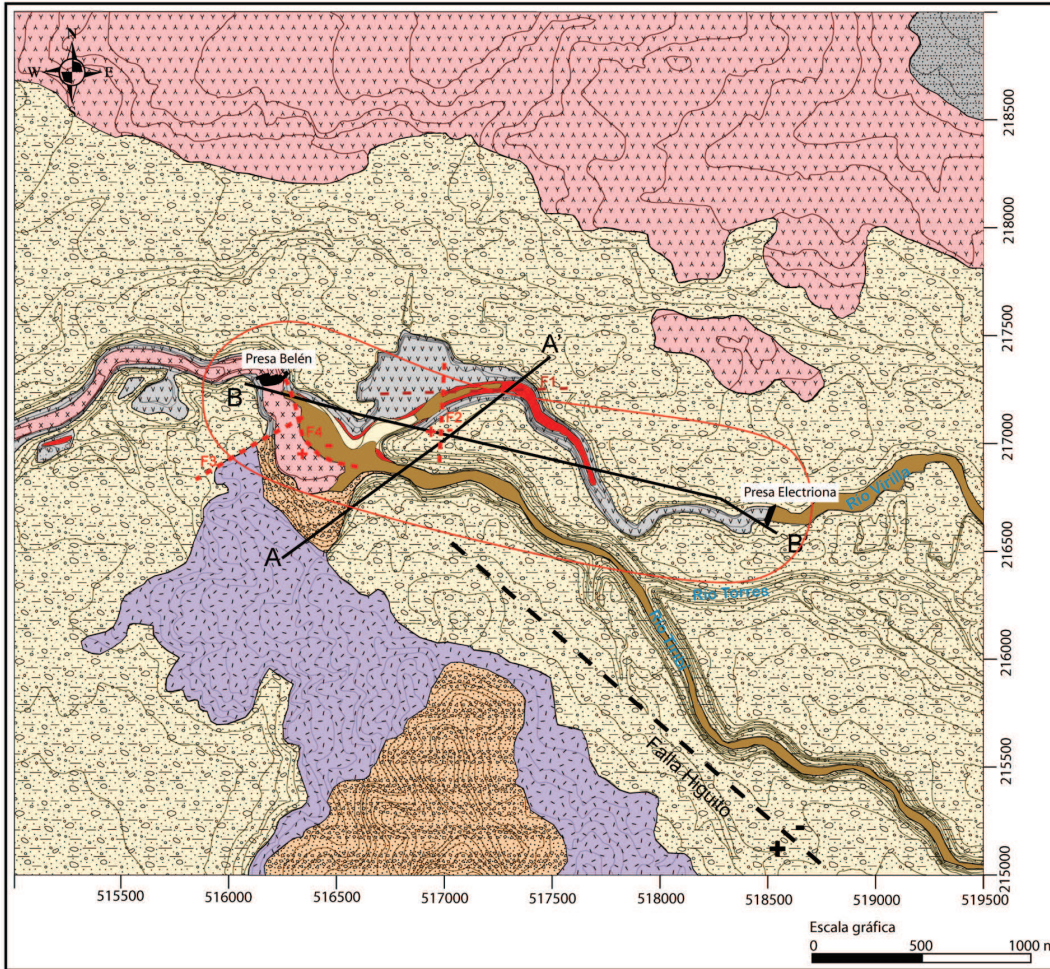 N
W E
S
218500
218000
217500
217000
216500
216000
215500
215000
A'
Presa Belén
F1
B
F2
F4
F3
Presa Electriona
Río Virilla
B'
A
Río Torres
Río Tiribí
Falla Higuito
-
+
515500 516000 516500 517000 517500 518000 518500 519000 519500
Escala gráfica
0 500 1000 m